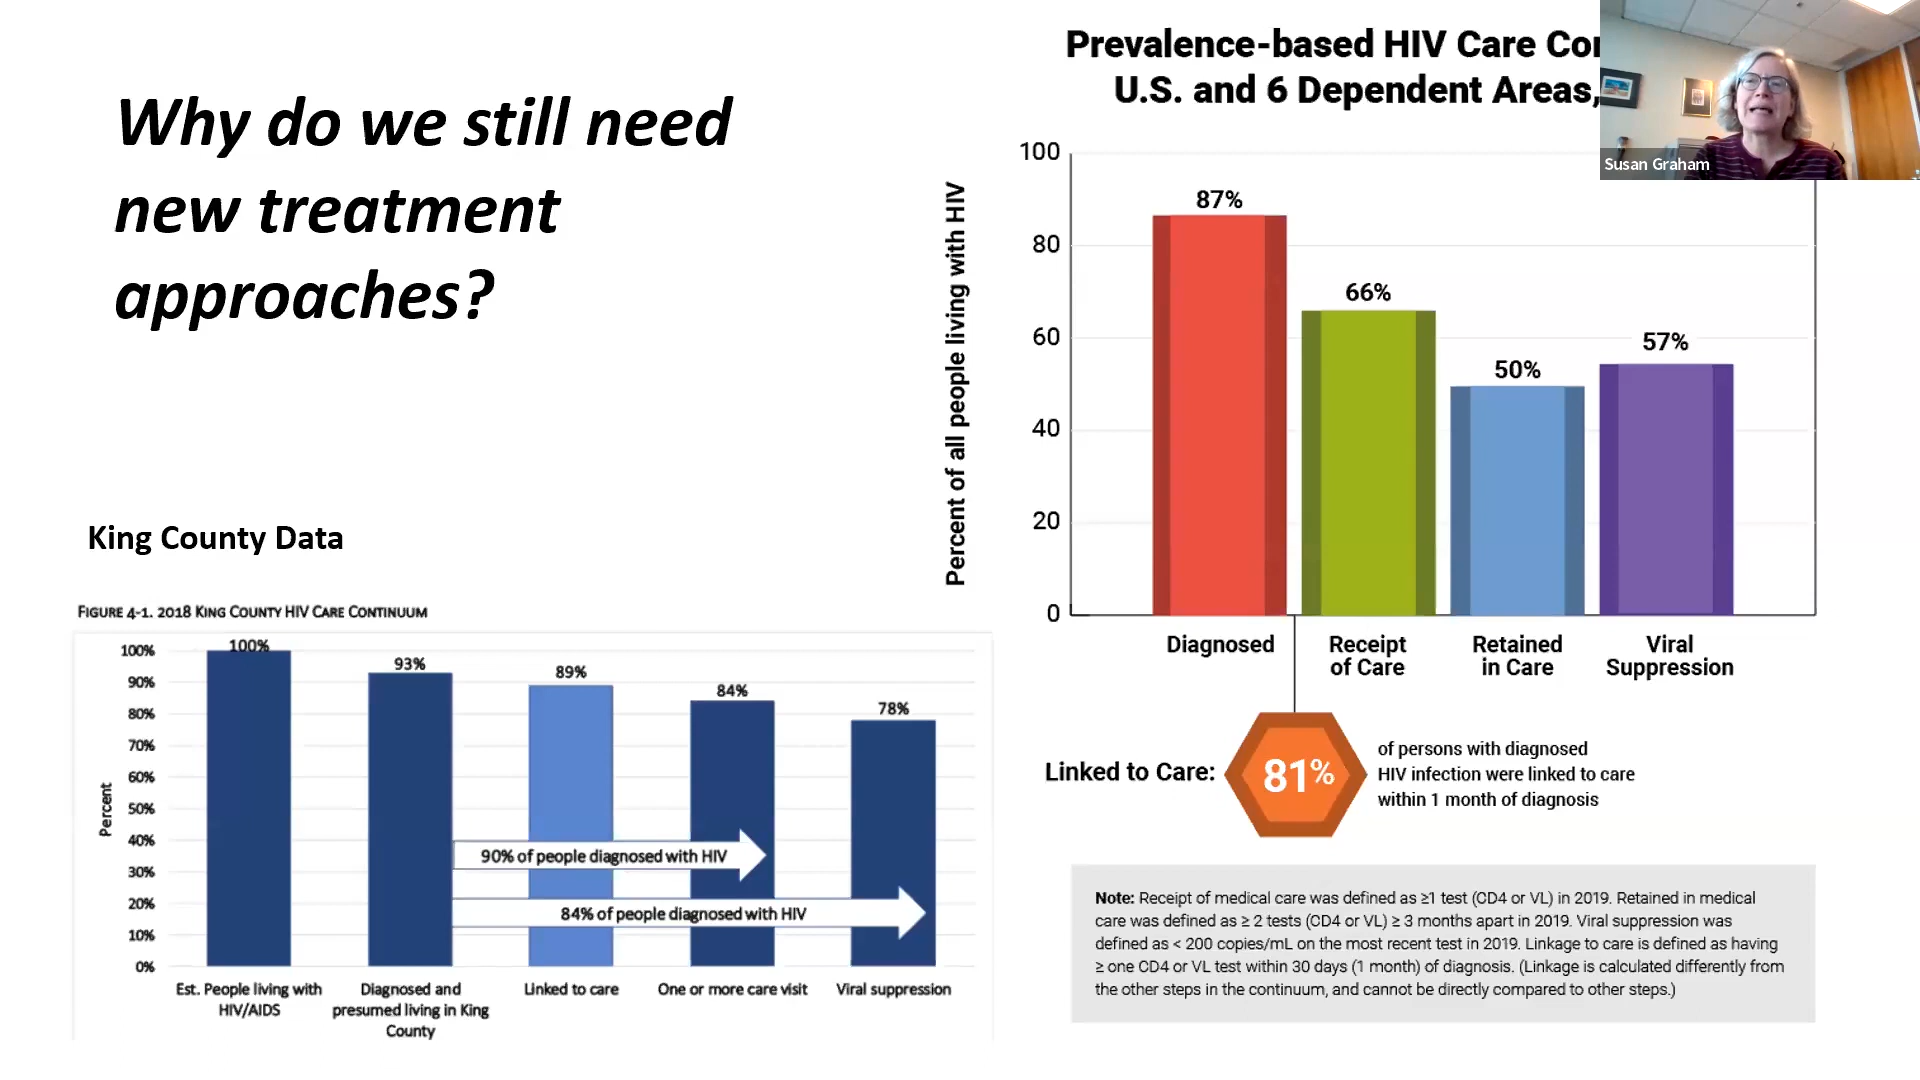 Why do we still need
new treatment
approaches?
King County Data
FIGURE 4-1. 2018 KING COUNTY HIV CARE CONTINUUM
100%
90%
80%
70%
60%
50%
40%
30%
20%
10%
0%
Percent
100%
93%
89%
84%
78%
90% of people diagnosed with HIV
84% of people diagnosed with HIV
Est. People living with
HIV/AIDS
Diagnosed and
presumed living in King
County
Linked to care
One or more care visit
Viral suppression
Prevalence-based HIV Care
U.S. and 6 Dependent Areas,
Susan Graham
Percent of all people living with HIV
100
80
60
40
20
0
87%
66%
50%
57%
Diagnosed
Receipt
of Care
Retained
in Care
Viral
Suppression
Linked to Care:
81%
of persons with diagnosed
HIV infection were linked to care
within 1 month of diagnosis
Note: Receipt of medical care was defined as ≥1 test (CD4 or VL) in 2019. Retained in medical
care was defined as ≥ 2 tests (CD4 or VL) ≥ 3 months apart in 2019. Viral suppression was
defined as < 200 copies/mL on the most recent test in 2019. Linkage to care is defined as having
≥ one CD4 or VL test within 30 days (1 month) of diagnosis. (Linkage is calculated differently from
the other steps in the continuum, and cannot be directly compared to other steps.)